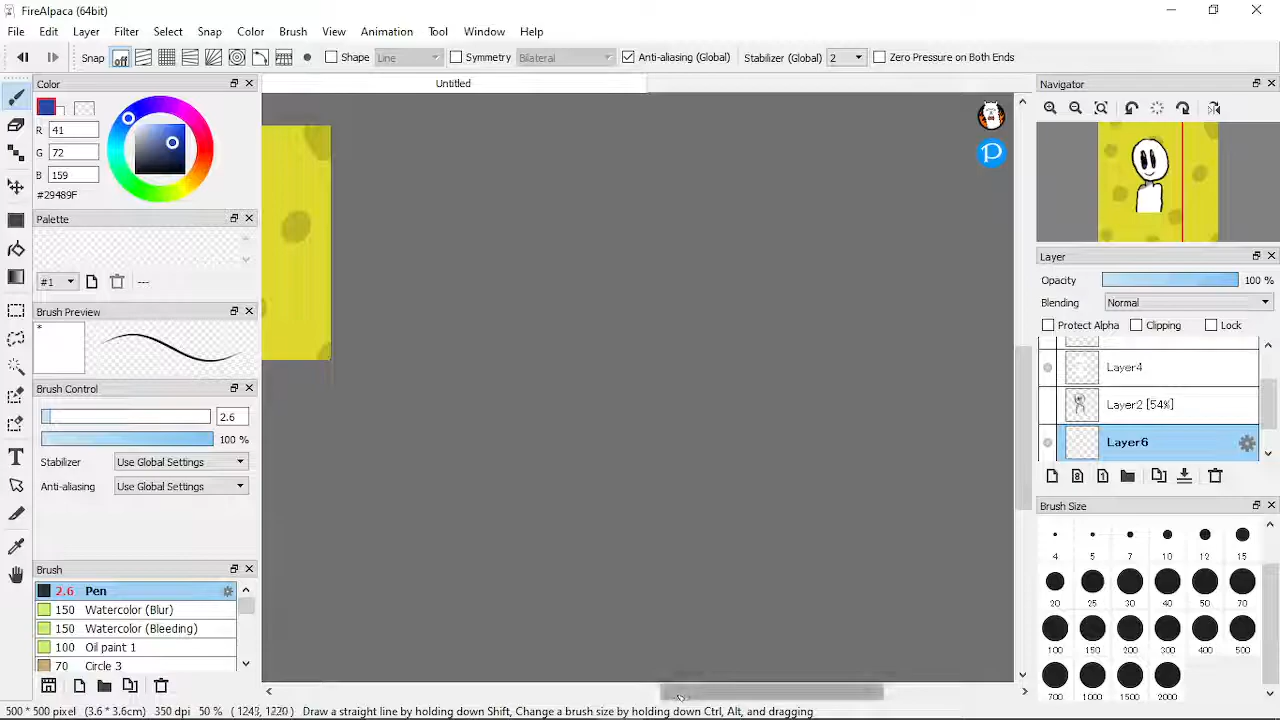 FireAlpaca (64bit)
File Edit Layer Filter Select Snap Color Brush View Animation Tool Window Help
Snap off Shape Line Symmetry Bilateral Anti-aliasing (Global) Stabilizer (Global) 2 Zero Pressure on Both Ends
Color
R 41
G 72
B 159
#29489F
Palette
#1 ---
Brush Preview
*
Brush Control
2.6
100 %
Stabilizer Use Global Settings
Anti-aliasing Use Global Settings
Brush
2.6 Pen
150 Watercolor (Blur)
150 Watercolor (Bleeding)
100 Oil paint 1
70 Circle 3
Untitled
P
Navigator
Layer
Opacity 100 %
Blending Normal
Protect Alpha Clipping Lock
Layer4
Layer2 [54%]
Layer6
8 1
Brush Size
4 5 7 10 12 15
20 25 30 40 50 70
100 150 200 300 400 500
700 1000 1500 2000
500 * 500 pixel (3.6 * 3.6cm) 350 dpi 50 % ( 1243, 1220 ) Draw a straight line by holding down Shift, Change a brush size by holding down Ctrl, Alt, and dragging